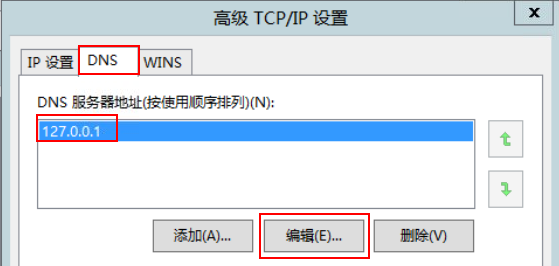 高级 TCP/IP 设置
x
IP 设置 DNS WINS
DNS 服务器地址(按使用顺序排列)(N):
127.0.0.1
添加(A)... 编辑(E)... 删除(V)